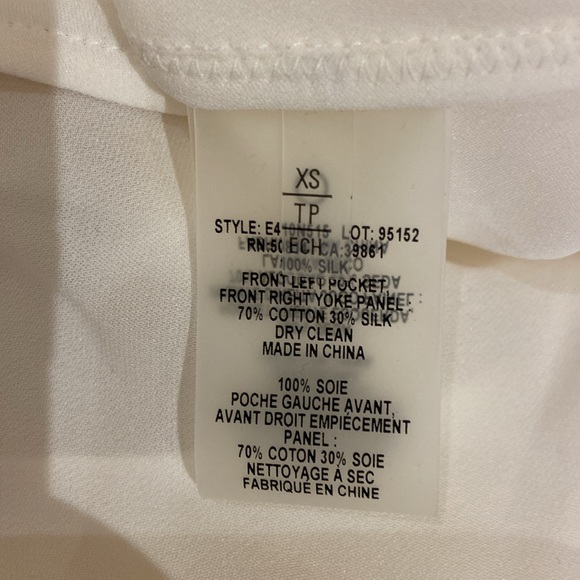 XS
TP
STYLE: E4 LOT: 95152
ECH CA:39861
100% SILK
FRONT LEFT POCKET,
FRONT RIGHT YOKE PANEL:
70% COTTON 30% SILK
DRY CLEAN
MADE IN CHINA
100% SOIE
POCHE GAUCHE AVANT,
AVANT DROIT EMPIÈCEMENT
PANEL :
70% COTON 30% SOIE
NETTOYAGE À SEC
FABRIQUÉ EN CHINE